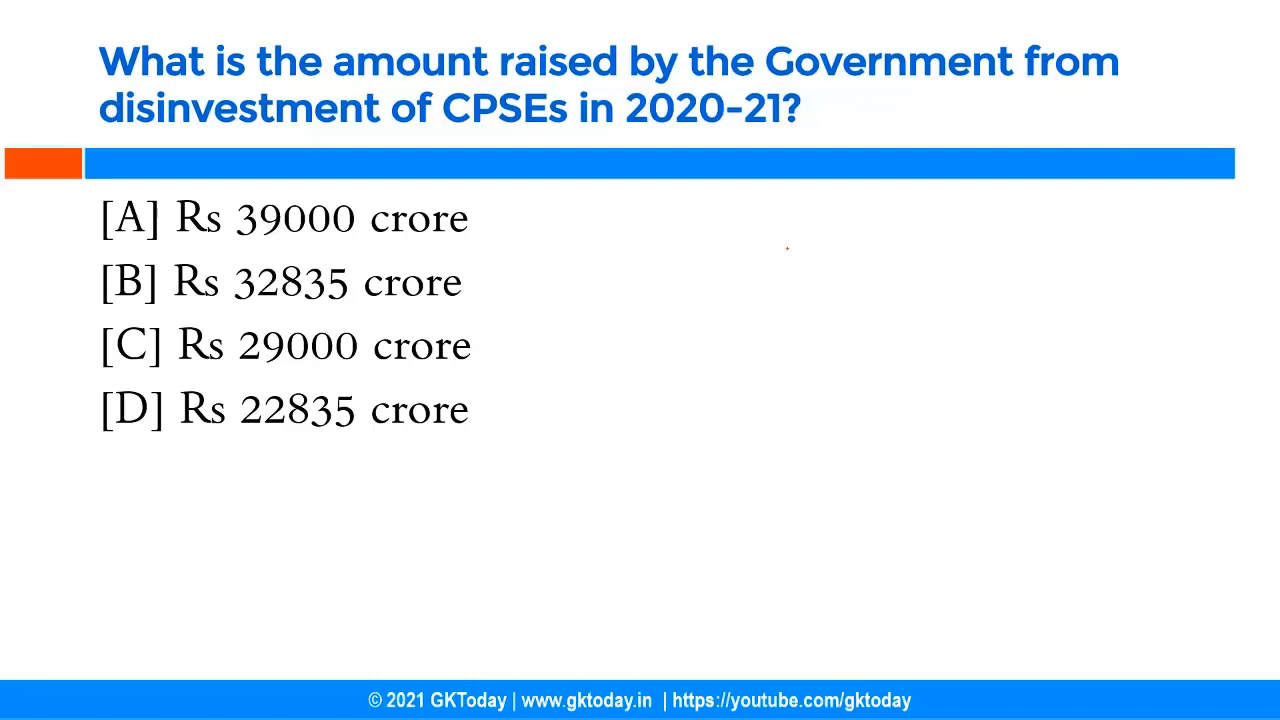 What is the amount raised by the Government from
disinvestment of CPSEs in 2020-21?
[A] Rs 39000 crore
[B] Rs 32835 crore
[C] Rs 29000 crore
[D] Rs 22835 crore
© 2021 GKToday | www.gktoday.in | https://youtube.com/gktoday